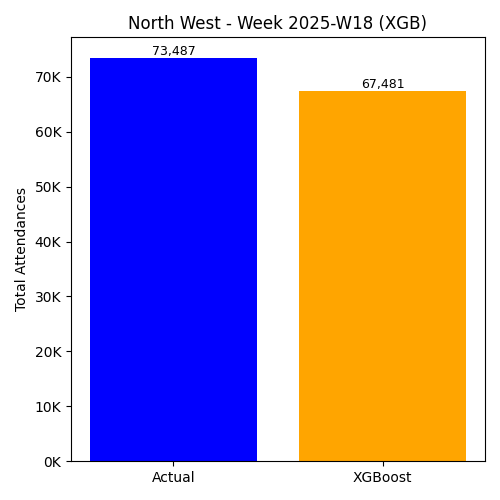 North West - Week 2025-W18 (XGB)
73,487
67,481
70K
60K
50K
40K
30K
20K
10K
0K
Total Attendances
Actual
XGBoost